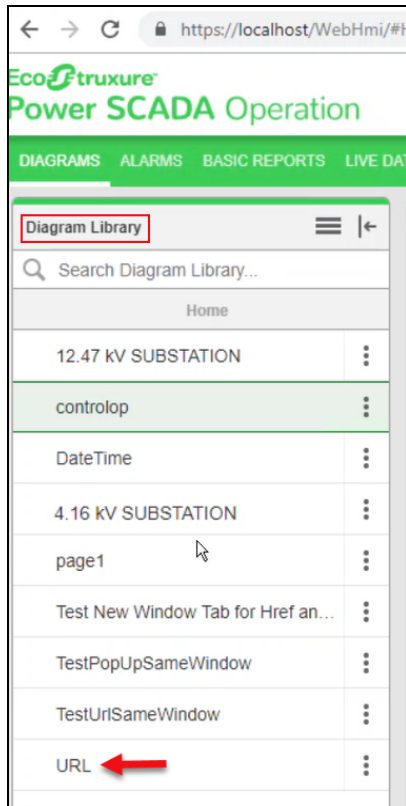 https://localhost/WebHmi/#
EcoStruxure
Power SCADA Operation
DIAGRAMS ALARMS BASIC REPORTS LIVE DA
Diagram Library
Search Diagram Library...
Home
12.47 kV SUBSTATION
controlop
DateTime
4.16 kV SUBSTATION
page1
Test New Window Tab for Href an...
TestPopUpSameWindow
TestUrlSameWindow
URL